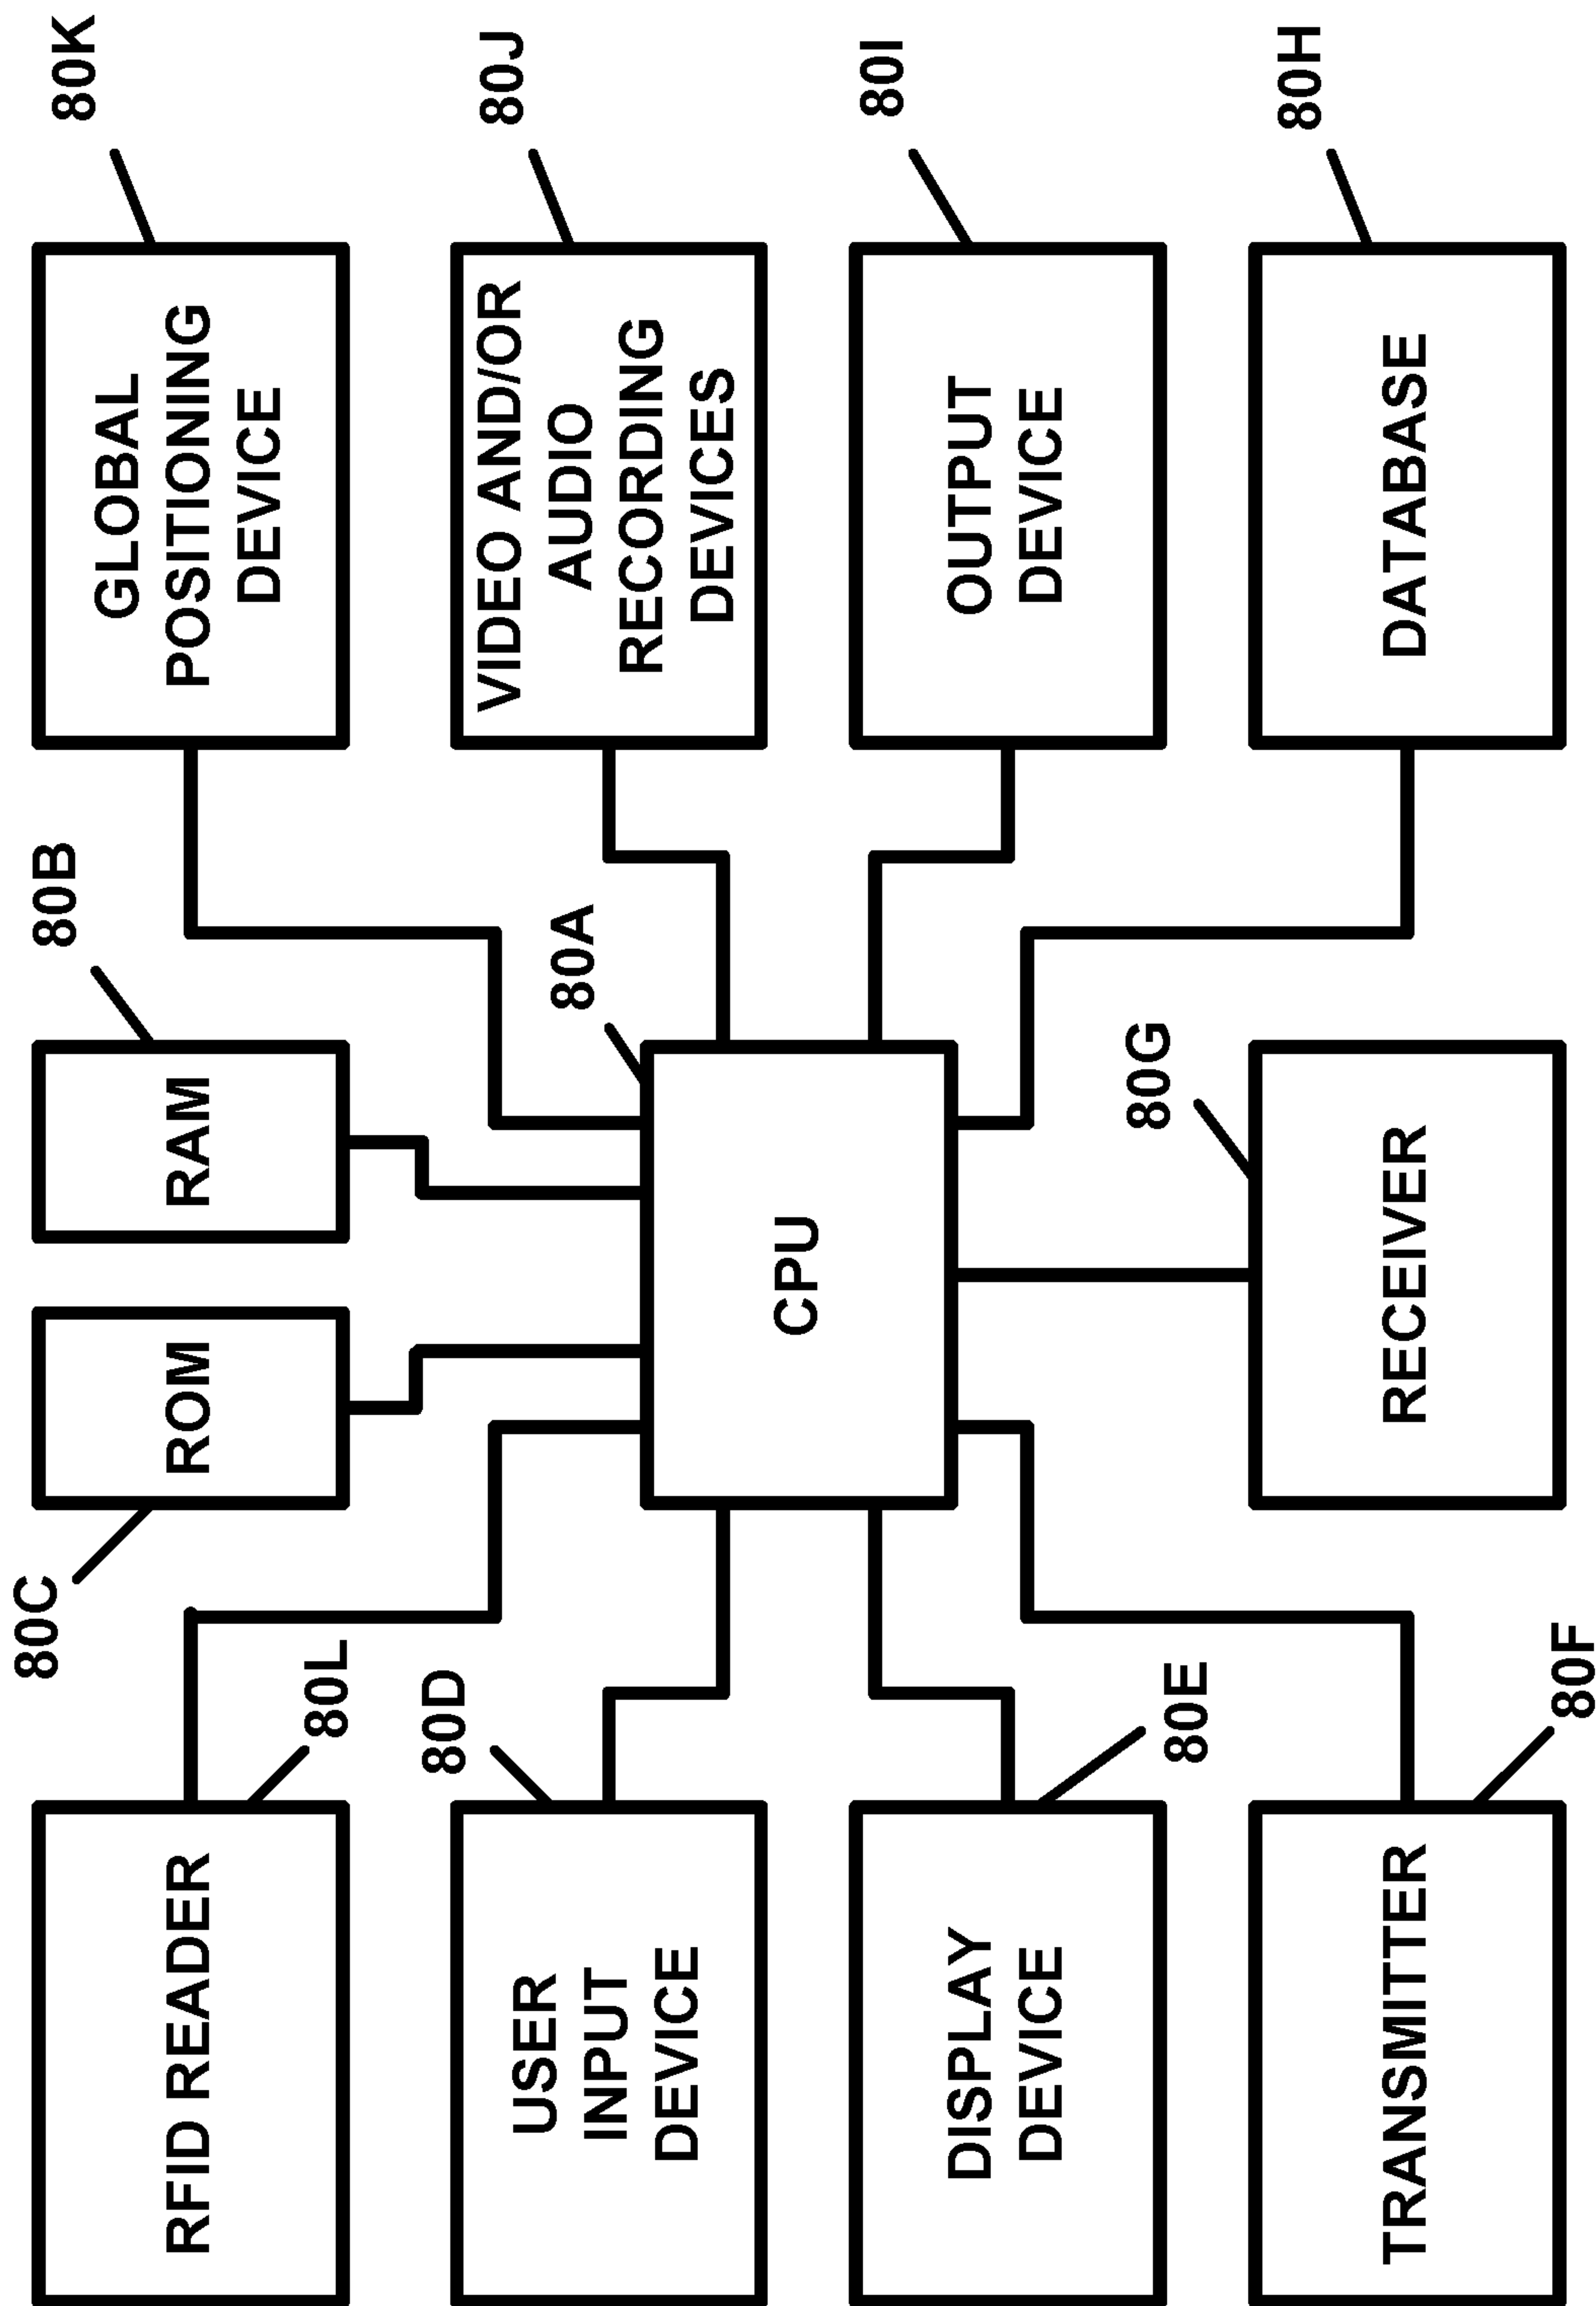 80C
80B
80K
RFID READER
ROM
RAM
GLOBAL
POSITIONING
DEVICE
80L
80D
80A
80J
USER
INPUT
DEVICE
VIDEO AND/OR
AUDIO
RECORDING
DEVICES
CPU
80I
DISPLAY
DEVICE
OUTPUT
DEVICE
80E
80G
80H
TRANSMITTER
RECEIVER
DATABASE
80F